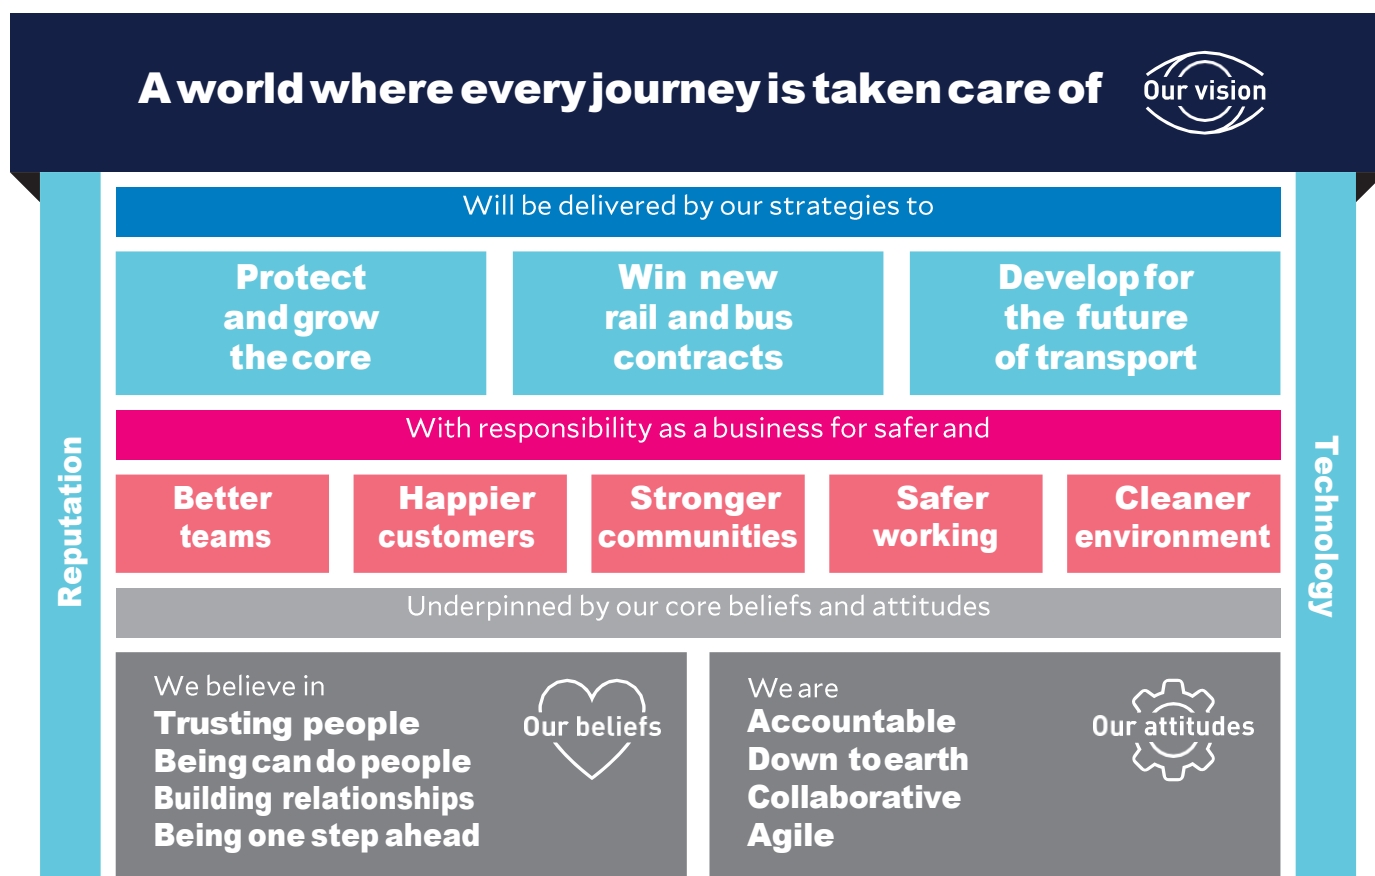 A world where every journey is taken care of
Our vision
Will be delivered by our strategies to
Protect
and grow
the core
Win new
rail and bus
contracts
Develop for
the future
of transport
With responsibility as a business for safer and
Better
teams
Happier
customers
Stronger
communities
Safer
working
Cleaner
environment
Underpinned by our core beliefs and attitudes
We believe in
Trusting people
Being can do people
Building relationships
Being one step ahead
Our beliefs
We are
Accountable
Down to earth
Collaborative
Agile
Our attitudes
Reputation
Technology